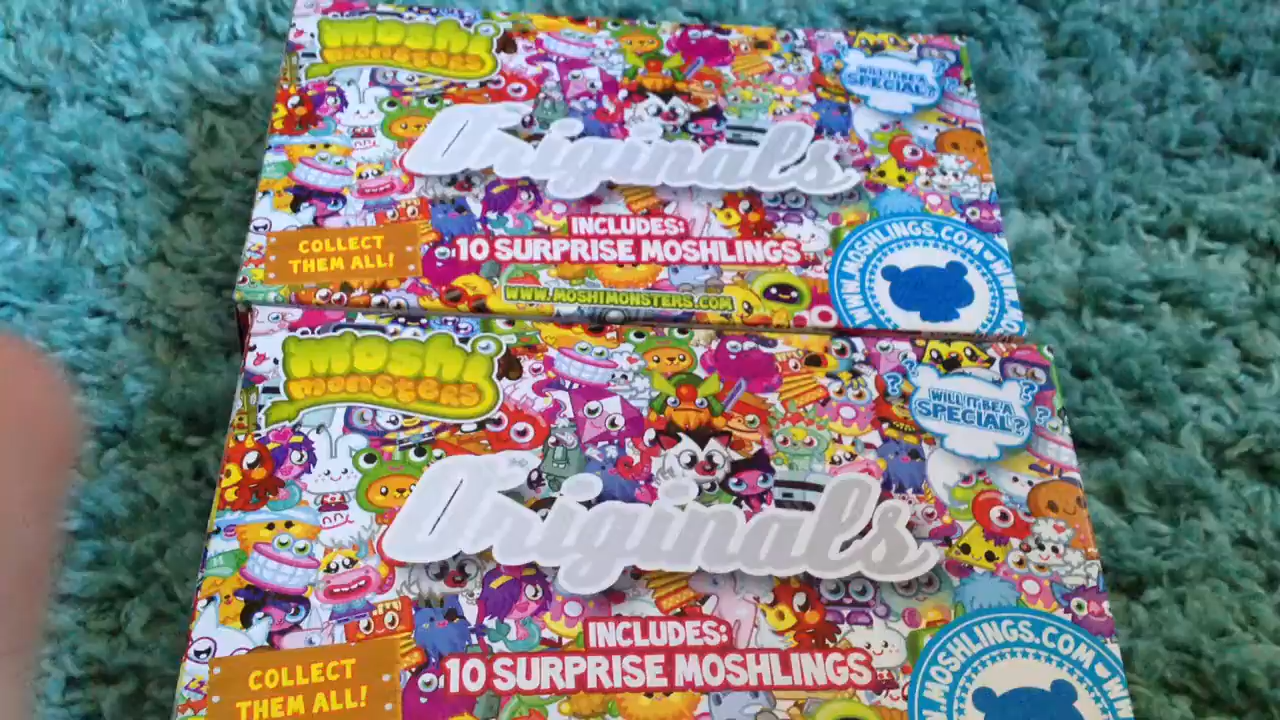 Moshi
monsters
WILL IT BE A
SPECIAL?
Originals
INCLUDES:
10 SURPRISE MOSHLINGS
COLLECT
THEM ALL!
WWW.MOSHIMONSTERS.COM
WWW.MOSHLINGS.COM
Moshi
monsters
WILL IT BE A
SPECIAL?
Originals
INCLUDES:
10 SURPRISE MOSHLINGS
COLLECT
THEM ALL!
WWW.MOSHLINGS.COM